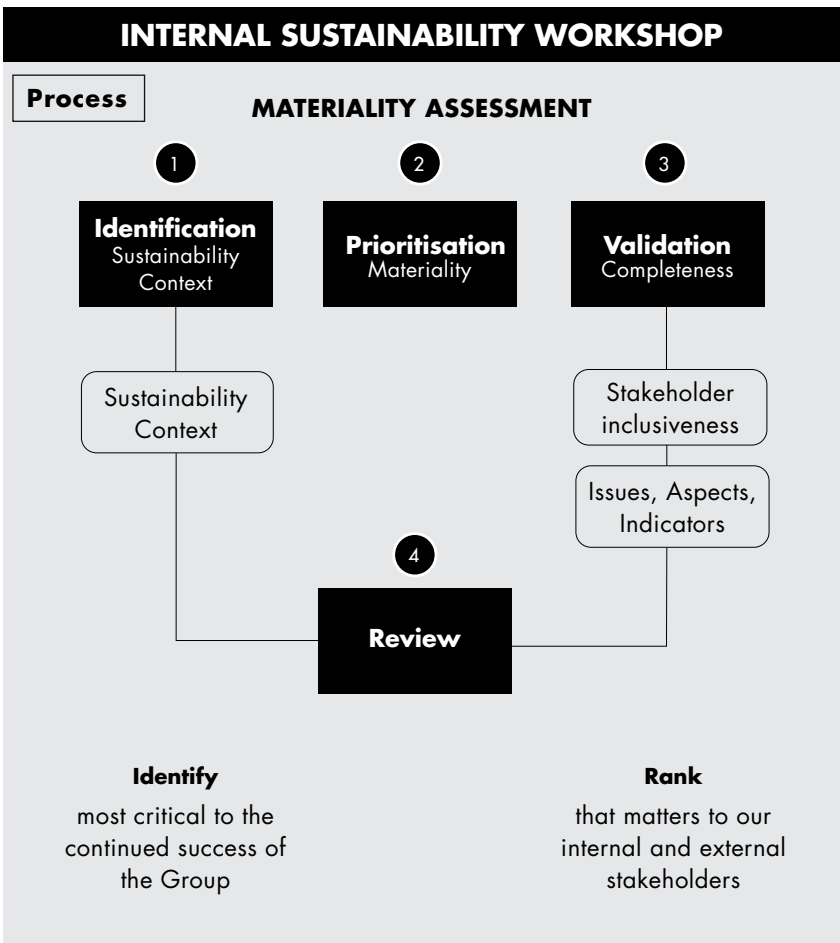 INTERNAL SUSTAINABILITY WORKSHOP
Process
MATERIALITY ASSESSMENT
1
Identification
Sustainability
Context
2
Prioritisation
Materiality
3
Validation
Completeness
Sustainability
Context
Stakeholder
inclusiveness
Issues, Aspects,
Indicators
4
Review
Identify
most critical to the
continued success of
the Group
Rank
that matters to our
internal and external
stakeholders